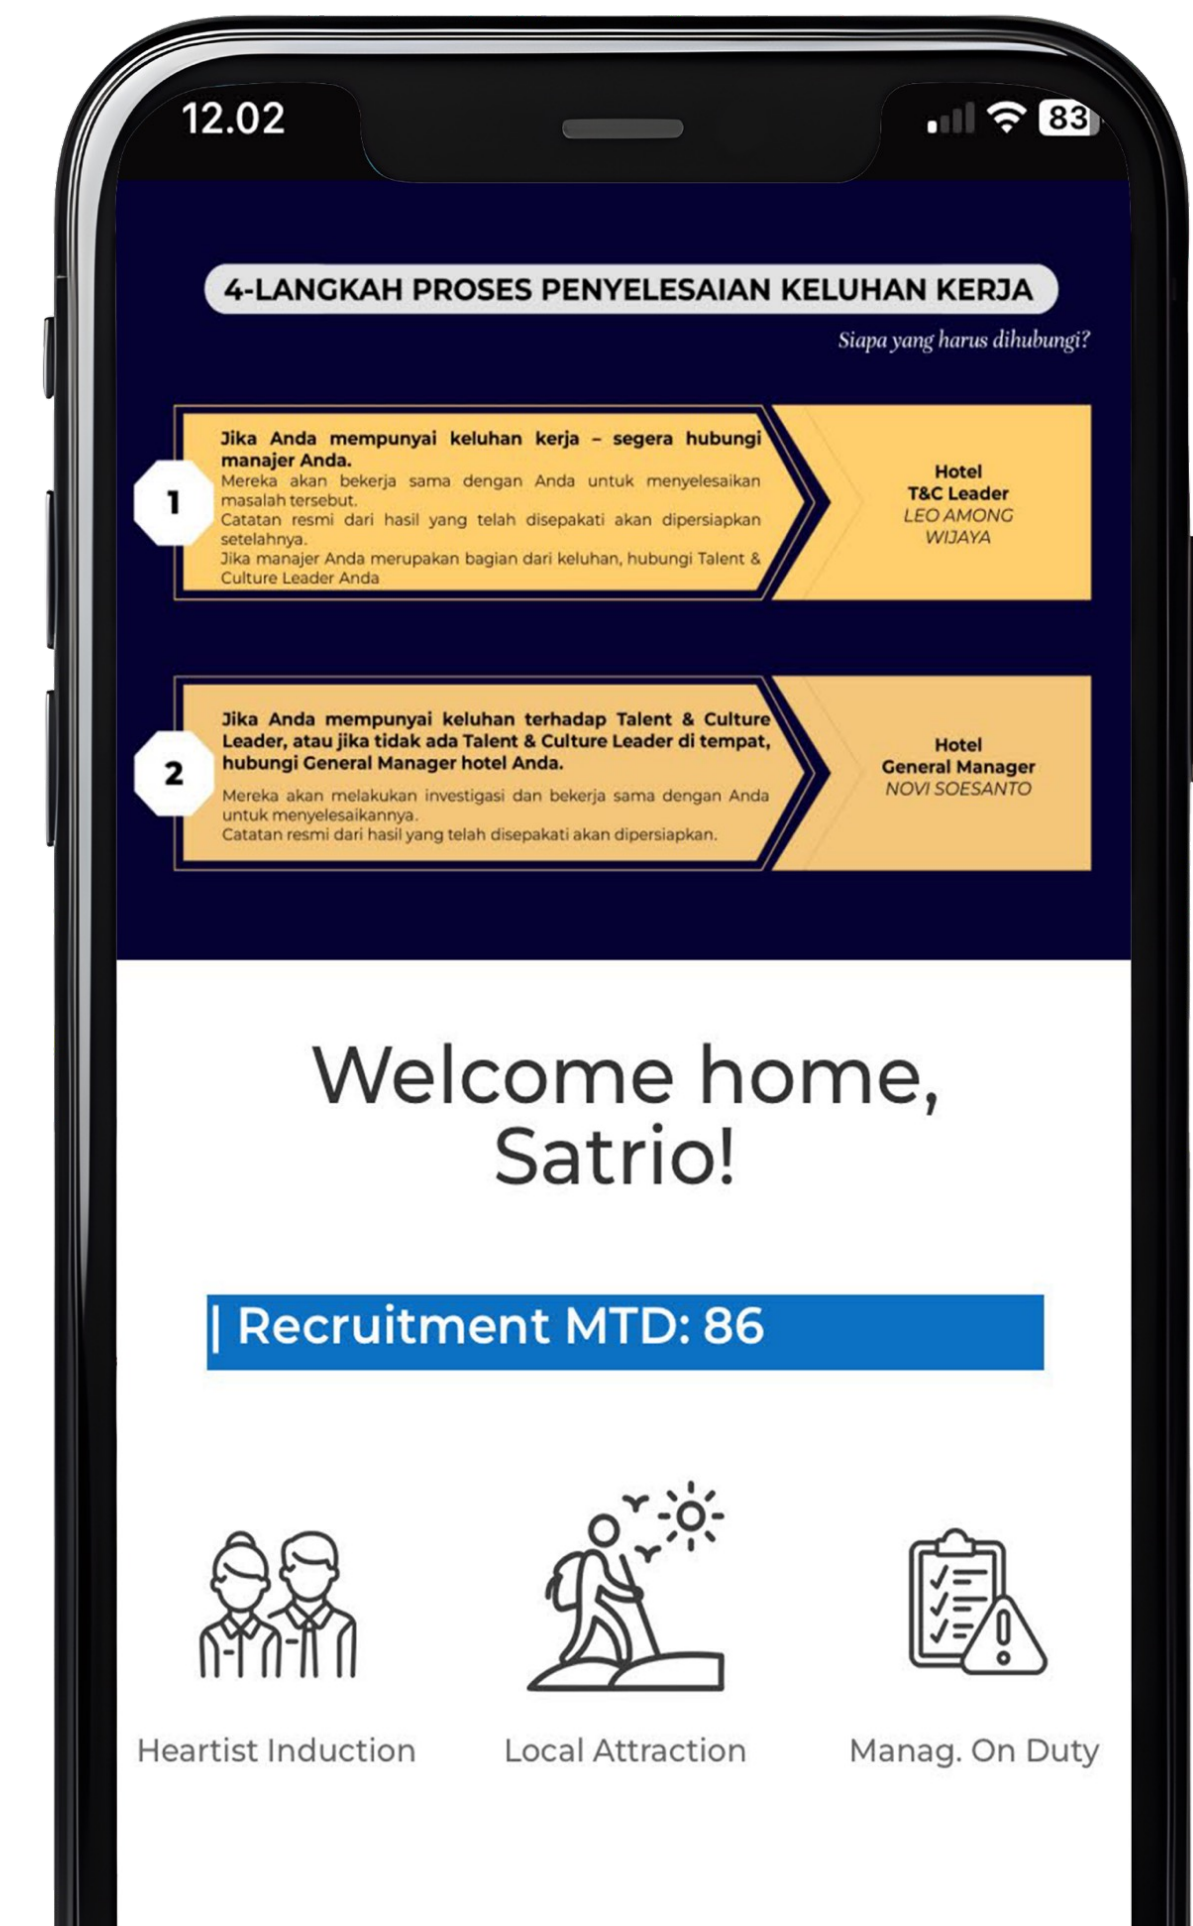 12.02
83
4-LANGKAH PROSES PENYELESAIAN KELUHAN KERJA
Siapa yang harus dihubungi?
1
Jika Anda mempunyai keluhan kerja – segera hubungi
manajer Anda.
Mereka akan bekerja sama dengan Anda untuk menyelesaikan
masalah tersebut.
Catatan resmi dari hasil yang telah disepakati akan dipersiapkan
setelahnya.
Jika manajer Anda merupakan bagian dari keluhan, hubungi Talent &
Culture Leader Anda
Hotel
T&C Leader
LEO AMONG
WIJAYA
2
Jika Anda mempunyai keluhan terhadap Talent & Culture
Leader, atau jika tidak ada Talent & Culture Leader di tempat,
hubungi General Manager hotel Anda.
Mereka akan melakukan investigasi dan bekerja sama dengan Anda
untuk menyelesaikannya.
Catatan resmi dari hasil yang telah disepakati akan dipersiapkan.
Hotel
General Manager
NOVI SOESANTO
Welcome home,
Satrio!
| Recruitment MTD: 86
Heartist Induction
Local Attraction
Manag. On Duty